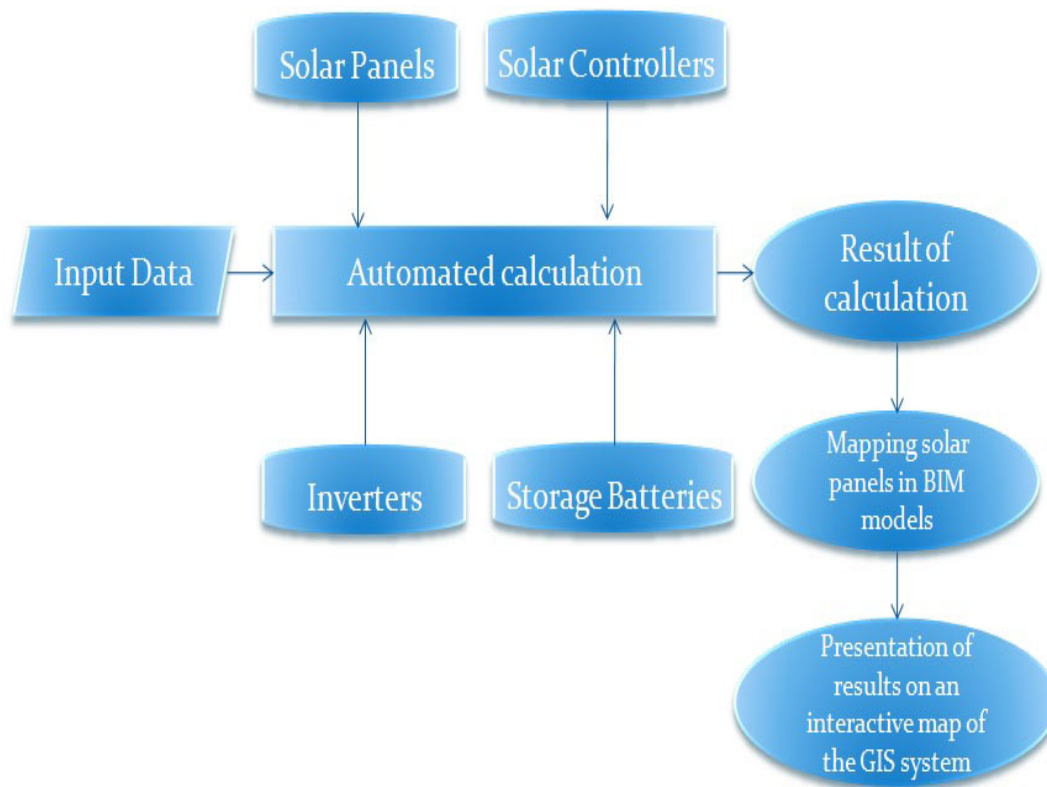 Solar Panels
Solar Controllers
Input Data
Automated calculation
Result of
calculation
Inverters
Storage Batteries
Mapping solar
panels in BIM
models
Presentation of
results on an
interactive map of
the GIS system